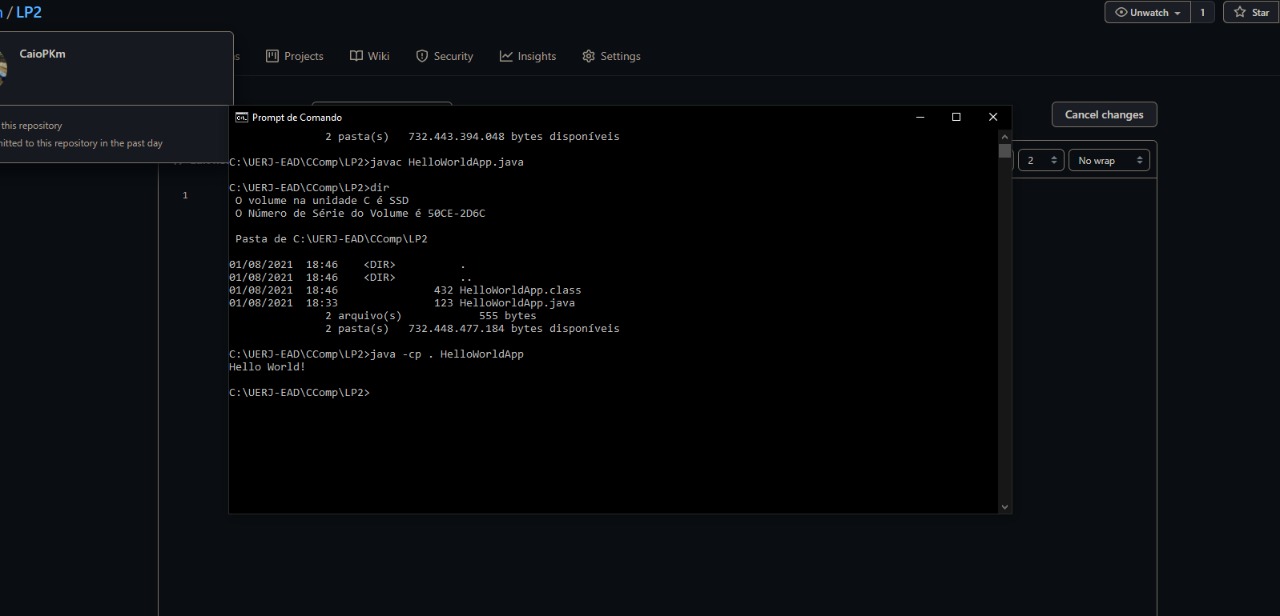 / LP2
Unwatch 1 Star
CaioPKm
Projects Wiki Security Insights Settings
this repository
mitted to this repository in the past day
Cancel changes
2 No wrap
1
Prompt de Comando
2 pasta(s) 732.443.394.048 bytes disponíveis
C:\UERJ-EAD\CComp\LP2>javac HelloWorldApp.java
C:\UERJ-EAD\CComp\LP2>dir
O volume na unidade C é SSD
O Número de Série do Volume é 50CE-2D6C
Pasta de C:\UERJ-EAD\CComp\LP2
01/08/2021 18:46 <DIR> .
01/08/2021 18:46 <DIR> ..
01/08/2021 18:46 432 HelloWorldApp.class
01/08/2021 18:33 123 HelloWorldApp.java
2 arquivo(s) 555 bytes
2 pasta(s) 732.448.477.184 bytes disponíveis
C:\UERJ-EAD\CComp\LP2>java -cp . HelloWorldApp
Hello World!
C:\UERJ-EAD\CComp\LP2>